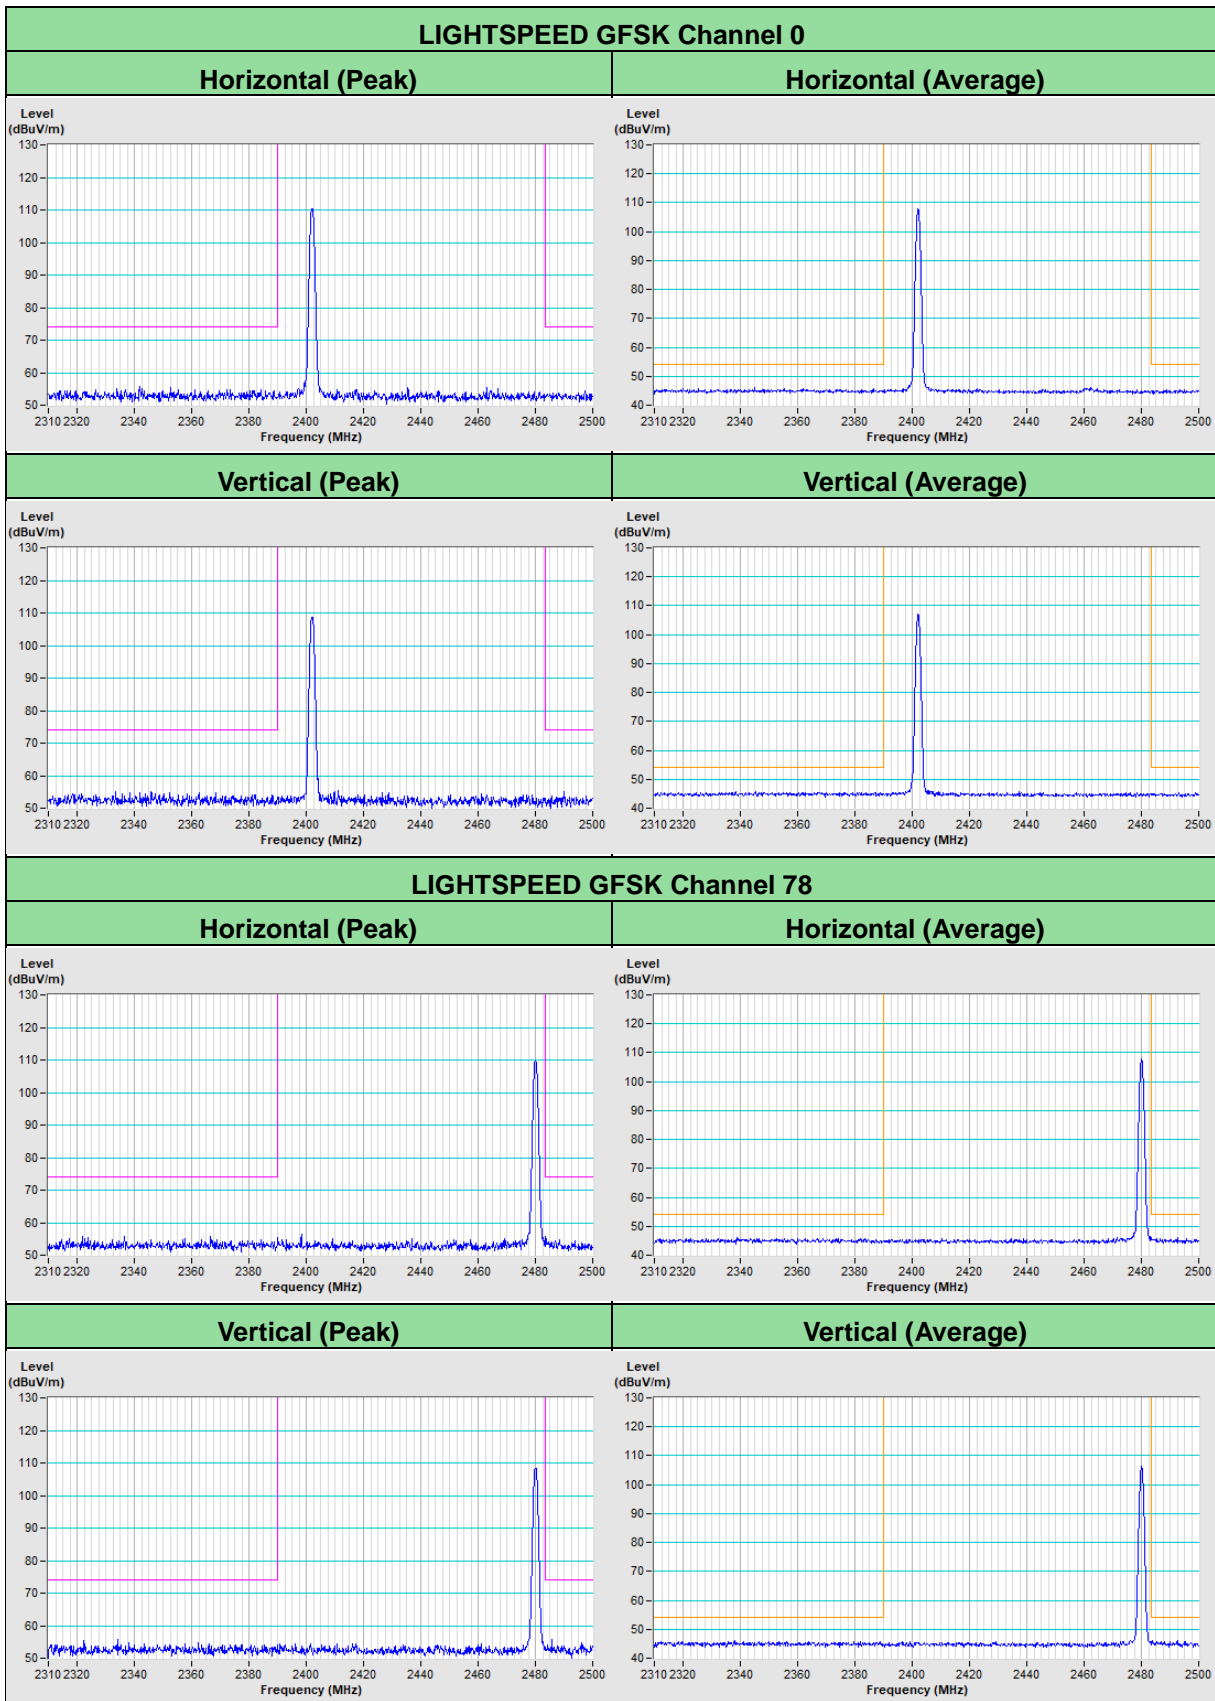 LIGHTSPEED GFSK Channel 0
Horizontal (Peak) Horizontal (Average)
Level Level
(dBuV/m) (dBuV/m)
130 130
120 120
110 110
100 100
90 90
80 80
70 70
60 60
50 50
40
2310 2320 2340 2360 2380 2400 2420 2440 2460 2480 2500 2310 2320 2340 2360 2380 2400 2420 2440 2460 2480 2500
Frequency (MHz) Frequency (MHz)
Vertical (Peak) Vertical (Average)
Level Level
(dBuV/m) (dBuV/m)
130 130
120 120
110 110
100 100
90 90
80 80
70 70
60 60
50 50
40
2310 2320 2340 2360 2380 2400 2420 2440 2460 2480 2500 2310 2320 2340 2360 2380 2400 2420 2440 2460 2480 2500
Frequency (MHz) Frequency (MHz)
LIGHTSPEED GFSK Channel 78
Horizontal (Peak) Horizontal (Average)
Level Level
(dBuV/m) (dBuV/m)
130 130
120 120
110 110
100 100
90 90
80 80
70 70
60 60
50 50
40
2310 2320 2340 2360 2380 2400 2420 2440 2460 2480 2500 2310 2320 2340 2360 2380 2400 2420 2440 2460 2480 2500
Frequency (MHz) Frequency (MHz)
Vertical (Peak) Vertical (Average)
Level Level
(dBuV/m) (dBuV/m)
130 130
120 120
110 110
100 100
90 90
80 80
70 70
60 60
50 50
40
2310 2320 2340 2360 2380 2400 2420 2440 2460 2480 2500 2310 2320 2340 2360 2380 2400 2420 2440 2460 2480 2500
Frequency (MHz) Frequency (MHz)